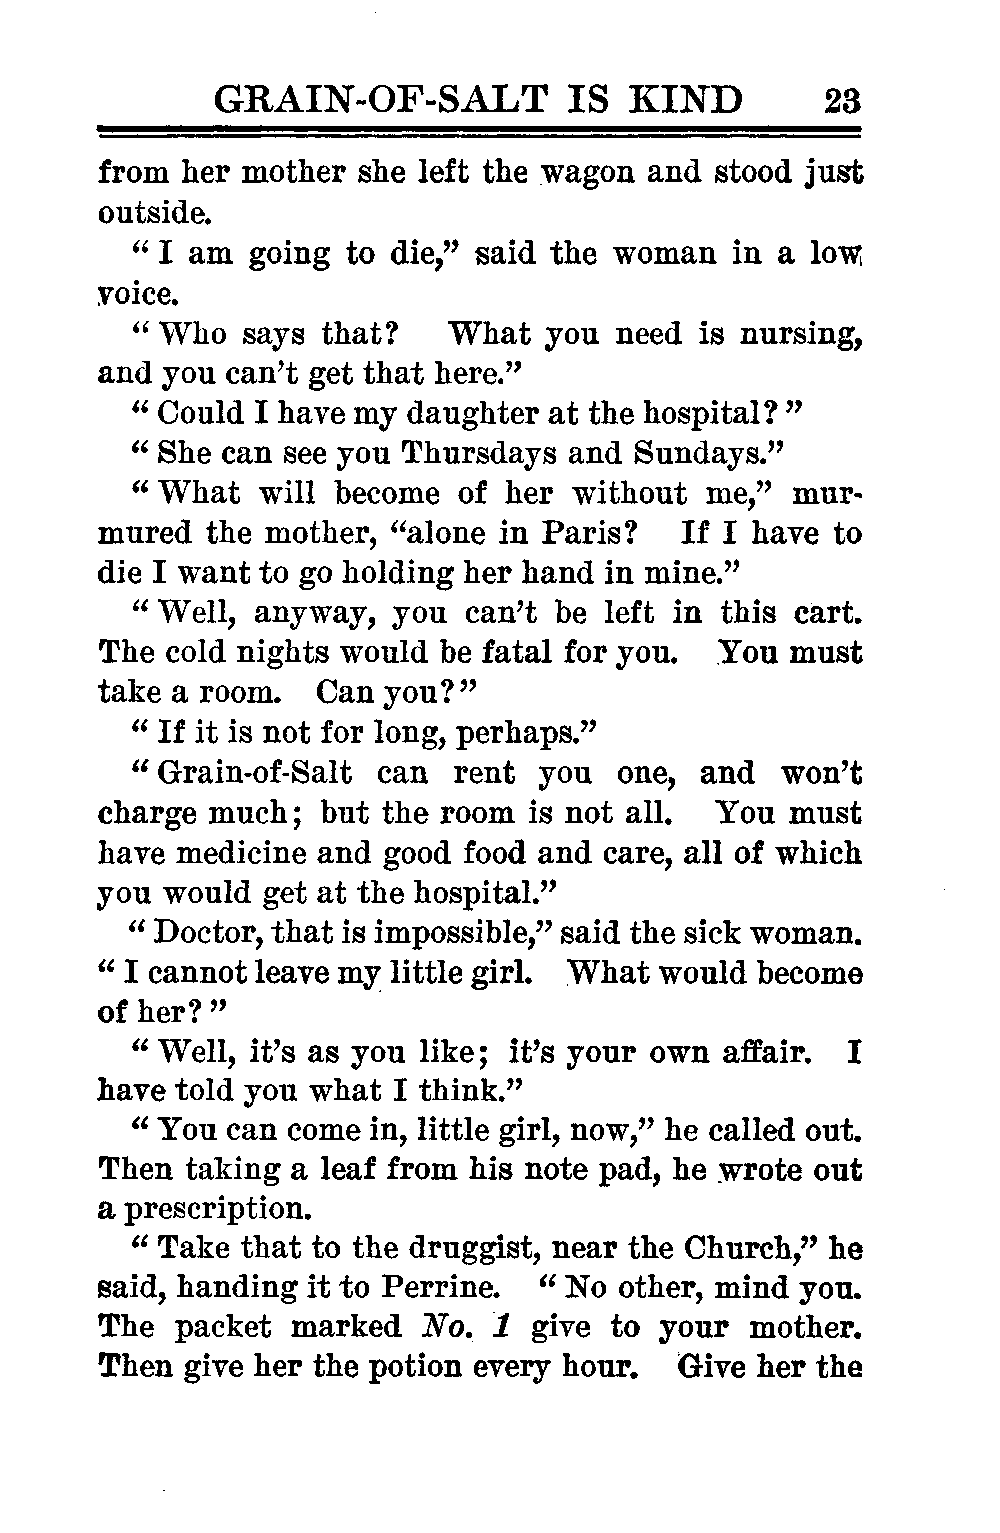 GRAIN-OF-SALT IS KIND 23
from her mother she left the wagon and stood just
outside.
“ I am going to die,” said the woman in a low
voice.
“ Who says that? What you need is nursing,
and you can’t get that here.”
“ Could I have my daughter at the hospital? ”
“ She can see you Thursdays and Sundays.”
“ What will become of her without me,” mur-
mured the mother, “alone in Paris? If I have to
die I want to go holding her hand in mine.”
“ Well, anyway, you can’t be left in this cart.
The cold nights would be fatal for you. You must
take a room. Can you? ”
“ If it is not for long, perhaps.”
“ Grain-of-Salt can rent you one, and won’t
charge much; but the room is not all. You must
have medicine and good food and care, all of which
you would get at the hospital.”
“ Doctor, that is impossible,” said the sick woman.
“ I cannot leave my little girl. What would become
of her? ”
“ Well, it’s as you like; it’s your own affair. I
have told you what I think.”
“ You can come in, little girl, now,” he called out.
Then taking a leaf from his note pad, he wrote out
a prescription.
“ Take that to the druggist, near the Church,” he
said, handing it to Perrine. “ No other, mind you.
The packet marked No. 1 give to your mother.
Then give her the potion every hour. Give her the